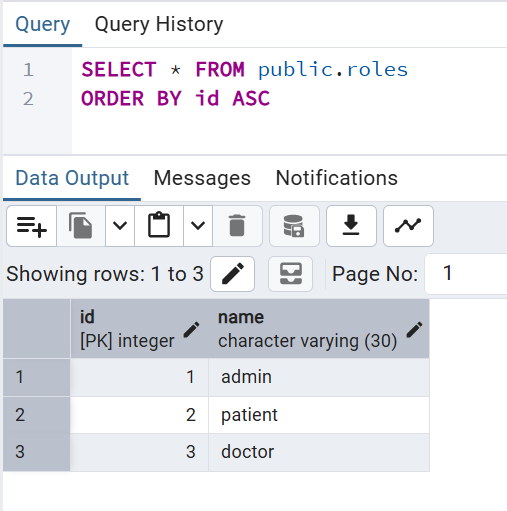 Query Query History
1 SELECT * FROM public.roles
2 ORDER BY id ASC
Data Output Messages Notifications
Showing rows: 1 to 3 Page No: 1
id name
[PK] integer character varying (30)
1 1 admin
2 2 patient
3 3 doctor